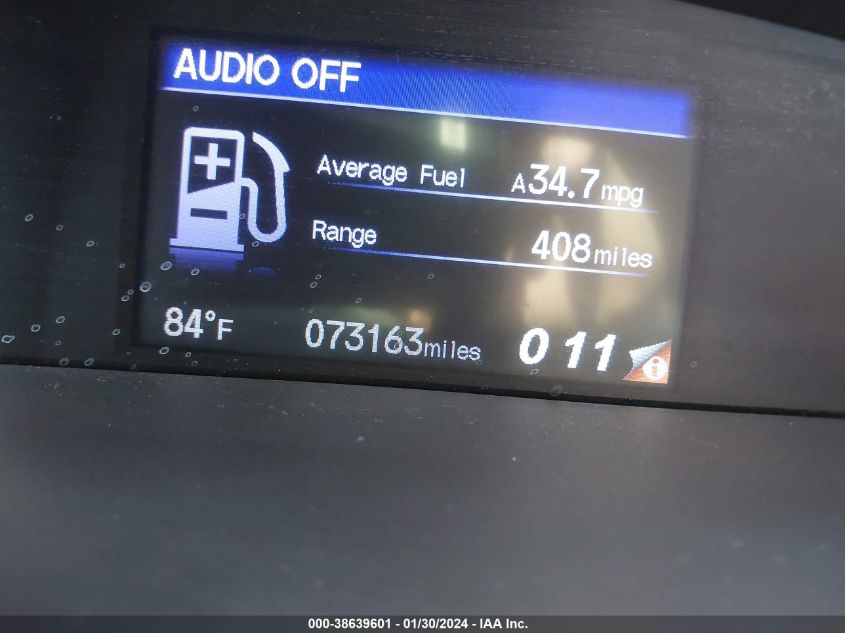 AUDIO OFF
Average Fuel A34.7mpg
Range 408miles
84°F 073163miles 0 11
000-38639601 - 01/30/2024 - IAA Inc.